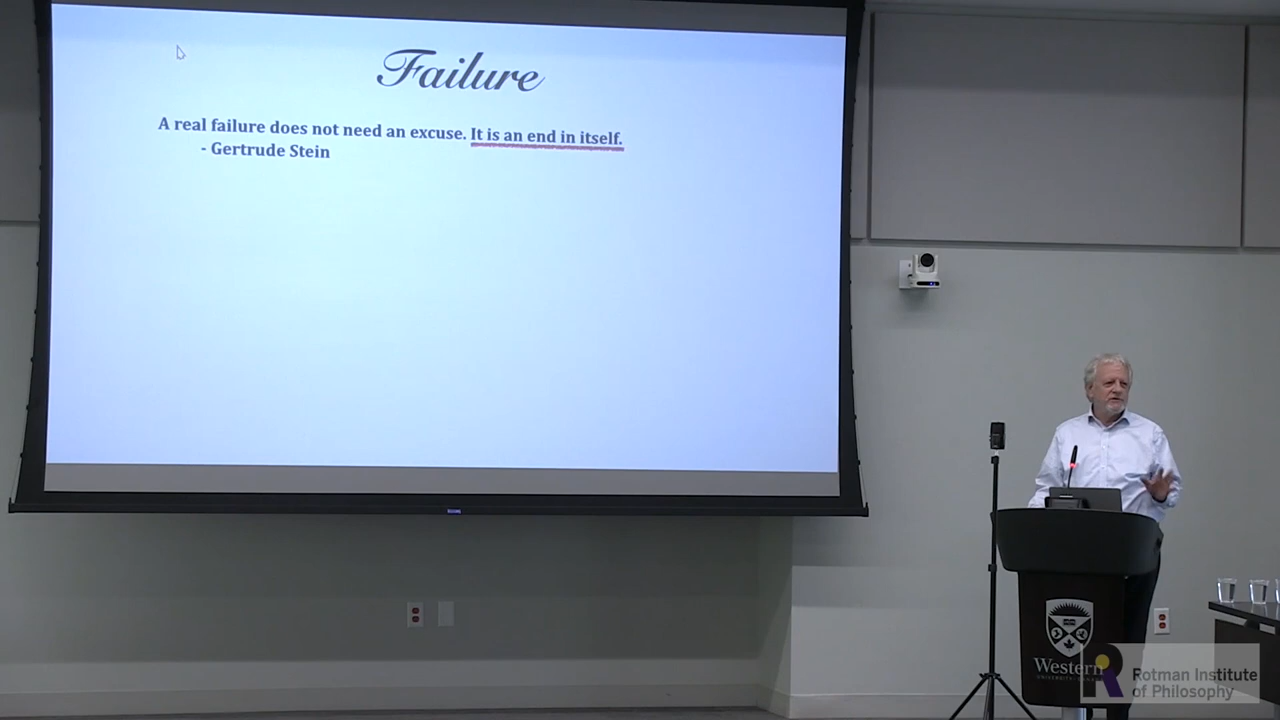 Failure
A real failure does not need an excuse. It is an end in itself.
- Gertrude Stein
Western
Rotman Institute
of Philosophy